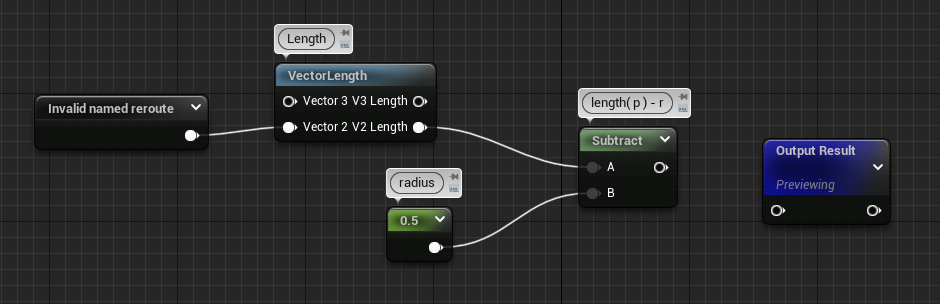 Length
VectorLength
Vector 3 V3 Length
Vector 2 V2 Length
Invalid named reroute
radius
0.5
length( p ) - r
Subtract
A
B
Output Result
Previewing